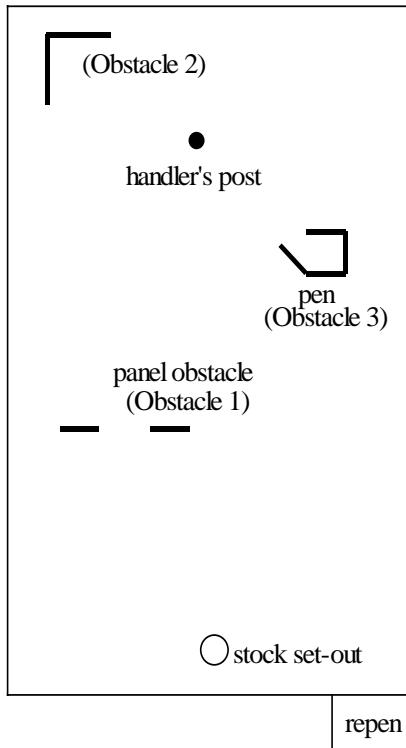 (Obstacle 2)
handler's post
pen
(Obstacle 3)
panel obstacle
(Obstacle 1)
stock set-out
repen